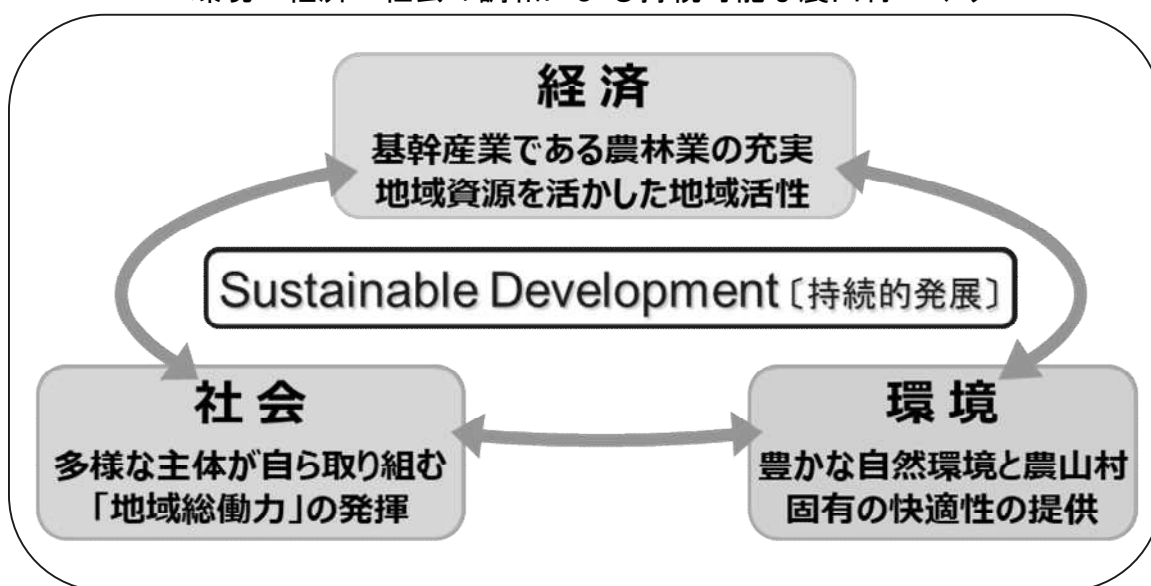 経 済
基幹産業である農林業の充実
地域資源を活かした地域活性
Sustainable Development〔持続的発展〕
社 会
多様な主体が自ら取り組む
「地域総働力」の発揮
環 境
豊かな自然環境と農山村
固有の快適性の提供